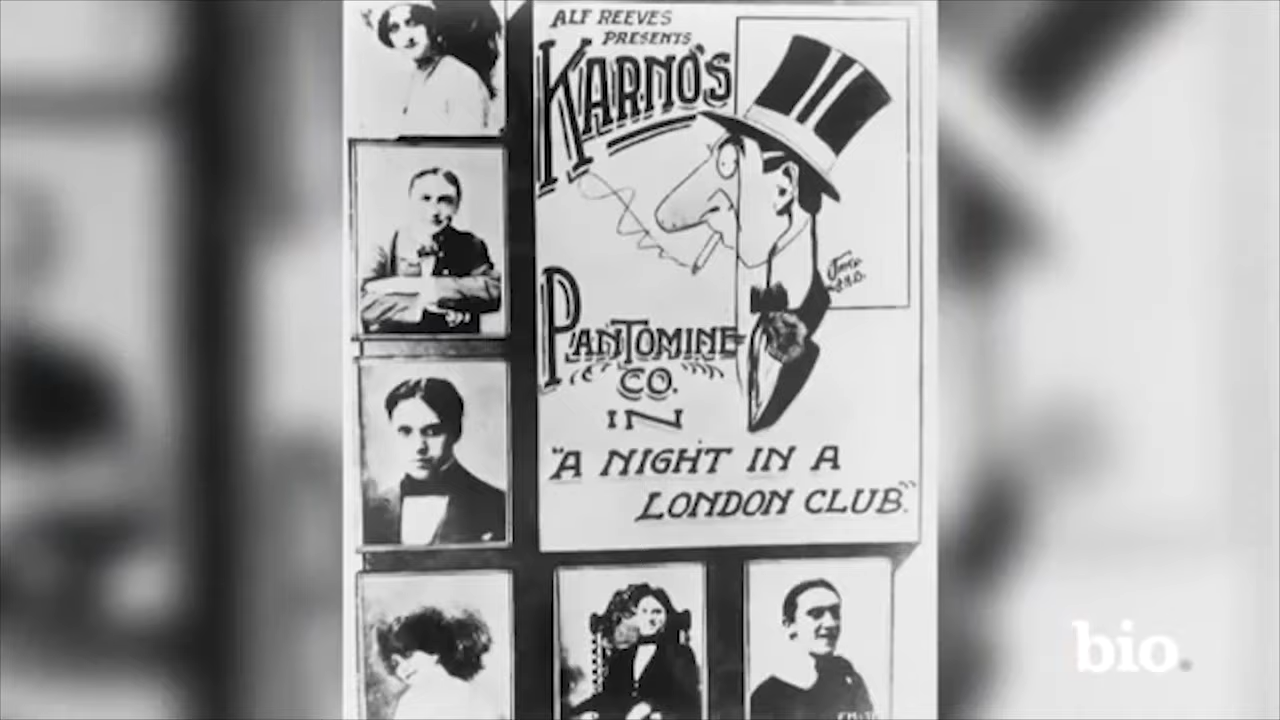 ALF REEVES
PRESENTS
KARNO'S
PANTOMINE
CO.
IN
"A NIGHT IN A
LONDON CLUB."
bio.